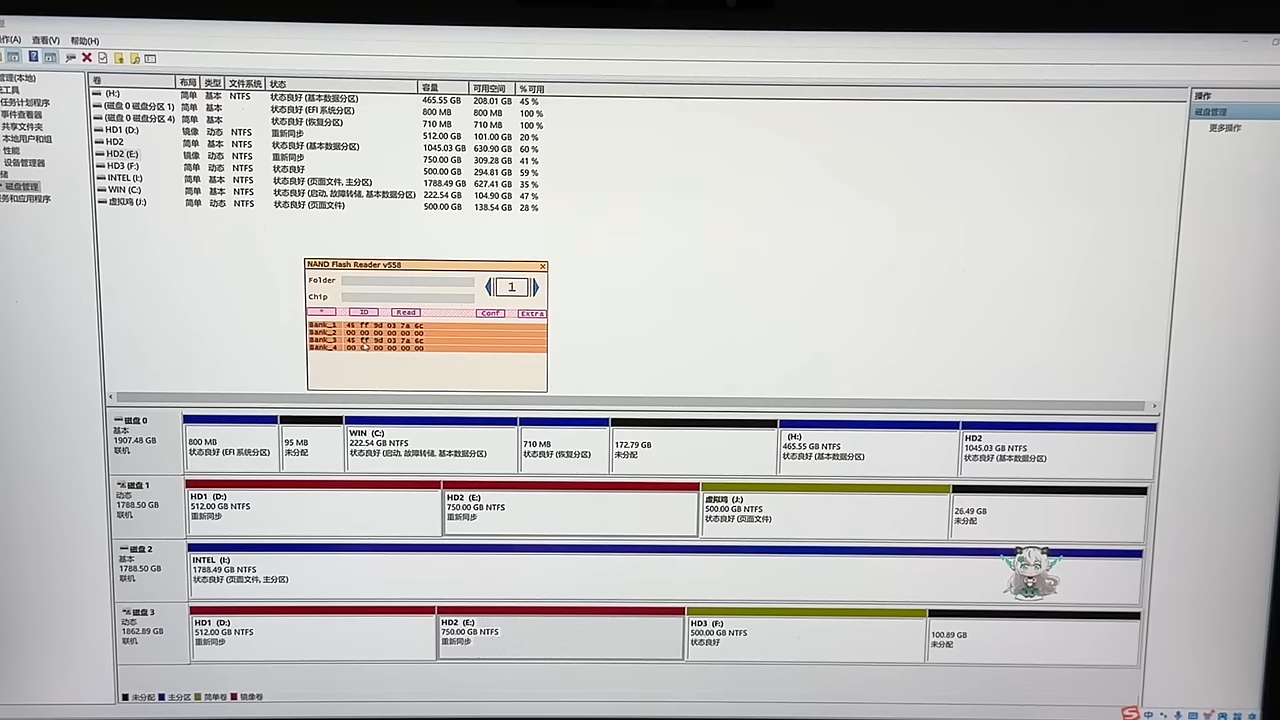 作(A) 查看(V) 帮助(H)
管理(本地)
统工具
任务计划程序
事件查看器
共享文件夹
本地用户和组
性能
设备管理器
储
磁盘管理
务和应用程序
卷 布局 类型 文件系统 状态 容量 可用空间 % 可用
(H:) 简单 基本 NTFS 状态良好 (基本数据分区) 465.55 GB 208.01 GB 45 %
(磁盘 0 磁盘分区 1) 简单 基本 状态良好 (EFI 系统分区) 800 MB 800 MB 100 %
(磁盘 0 磁盘分区 4) 简单 基本 状态良好 (恢复分区) 710 MB 710 MB 100 %
HD1 (D:) 镜像 动态 NTFS 重新同步 512.00 GB 101.00 GB 20 %
HD2 简单 基本 NTFS 状态良好 (基本数据分区) 1045.03 GB 630.90 GB 60 %
HD2 (E:) 镜像 动态 NTFS 重新同步 750.00 GB 309.28 GB 41 %
HD3 (F:) 简单 动态 NTFS 状态良好 500.00 GB 294.81 GB 59 %
INTEL (I:) 简单 基本 NTFS 状态良好 (页面文件, 主分区) 1788.49 GB 627.41 GB 35 %
WIN (C:) 简单 基本 NTFS 状态良好 (启动, 故障转储, 基本数据分区) 222.54 GB 104.90 GB 47 %
虚拟鸡 (J:) 简单 动态 NTFS 状态良好 (页面文件) 500.00 GB 138.54 GB 28 %
操作
磁盘管理
更多操作
NAND Flash Reader v558
Folder
Chip
1
* ID Read Conf Extra
Bank_1 45 ff 9d 03 7a 6c
Bank_2 00 00 00 00 00 00
Bank_3 45 ff 9d 03 7a 6c
Bank_4 00 00 00 00 00 00
磁盘 0
基本
1907.48 GB
联机
800 MB
状态良好 (EFI 系统分区)
95 MB
未分配
WIN (C:)
222.54 GB NTFS
状态良好 (启动, 故障转储, 基本数据分区)
710 MB
状态良好 (恢复分区)
172.79 GB
未分配
(H:)
465.55 GB NTFS
状态良好 (基本数据分区)
HD2
1045.03 GB NTFS
状态良好 (基本数据分区)
磁盘 1
动态
1788.50 GB
联机
HD1 (D:)
512.00 GB NTFS
重新同步
HD2 (E:)
750.00 GB NTFS
重新同步
虚拟鸡 (J:)
500.00 GB NTFS
状态良好 (页面文件)
26.49 GB
未分配
磁盘 2
基本
1788.50 GB
联机
INTEL (I:)
1788.49 GB NTFS
状态良好 (页面文件, 主分区)
磁盘 3
动态
1862.89 GB
联机
HD1 (D:)
512.00 GB NTFS
重新同步
HD2 (E:)
750.00 GB NTFS
重新同步
HD3 (F:)
500.00 GB NTFS
状态良好
100.89 GB
未分配
未分配 主分区 简单卷 镜像卷
中